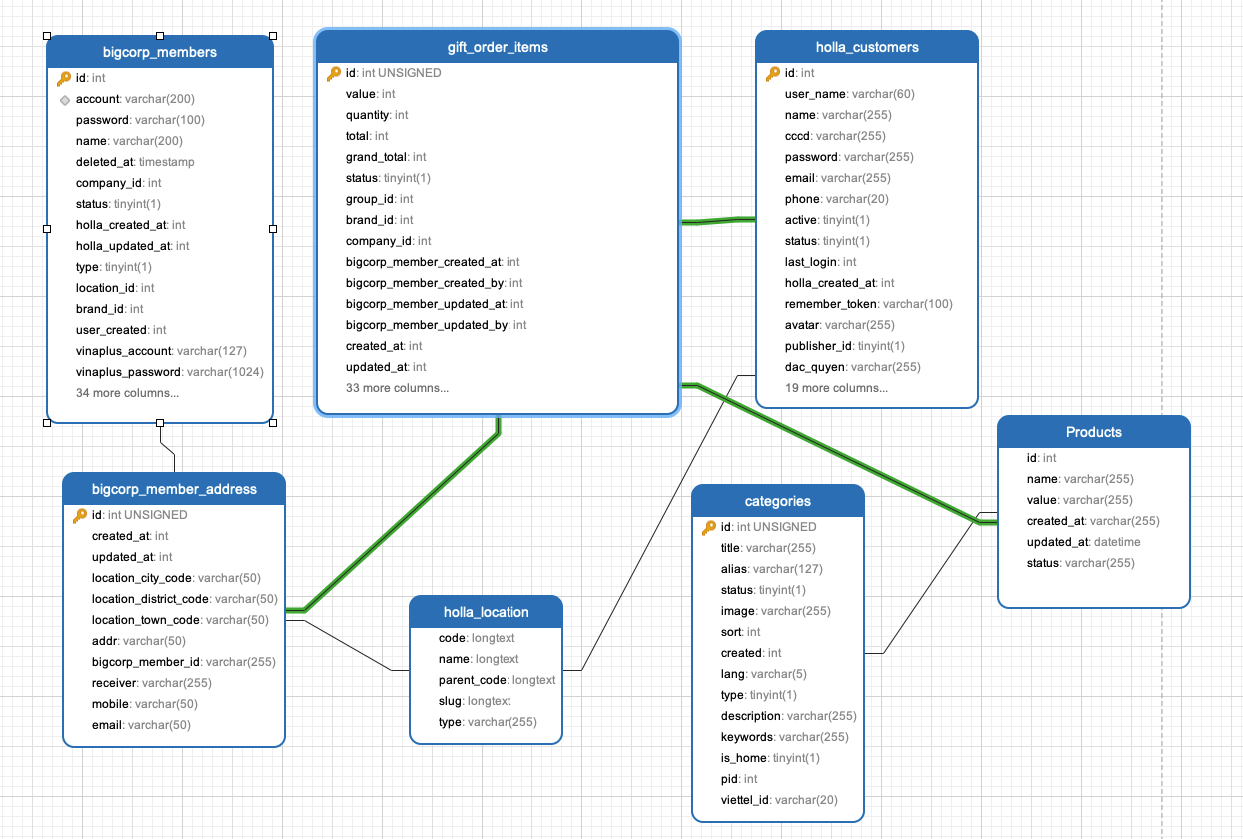 bigcorp_members
id: int
account: varchar(200)
password: varchar(100)
name: varchar(200)
deleted_at: timestamp
company_id: int
status: tinyint(1)
holla_created_at: int
holla_updated_at: int
type: tinyint(1)
location_id: int
brand_id: int
user_created: int
vinaplus_account: varchar(127)
vinaplus_password: varchar(1024)
34 more columns...
gift_order_items
id: int UNSIGNED
value: int
quantity: int
total: int
grand_total: int
status: tinyint(1)
group_id: int
brand_id: int
company_id: int
bigcorp_member_created_at: int
bigcorp_member_created_by: int
bigcorp_member_updated_at: int
bigcorp_member_updated_by int
created_at: int
updated_at: int
33 more columns...
holla_customers
id: int
user_name: varchar(60)
name: varchar(255)
cccd: varchar(255)
password: varchar(255)
email: varchar(255)
phone: varchar(20)
active: tinyint(1)
status: tinyint(1)
last_login: int
holla_created_at: int
remember_token: varchar(100)
avatar: varchar(255)
publisher_id: tinyint(1)
dac_quyen: varchar(255)
19 more columns...
Products
id: int
name: varchar(255)
value: varchar(255)
created_at: varchar(255)
updated_at: datetime
status: varchar(255)
bigcorp_member_address
id: int UNSIGNED
created_at: int
updated_at: int
location_city_code: varchar(50)
location_district_code: varchar(50)
location_town_code: varchar(50)
addr: varchar(50)
bigcorp_member_id: varchar(255)
receiver: varchar(255)
mobile: varchar(50)
email: varchar(50)
holla_location
code: longtext
name: longtext
parent_code: longtext
slug: longtext
type: varchar(255)
categories
id: int UNSIGNED
title: varchar(255)
alias: varchar(127)
status: tinyint(1)
image: varchar(255)
sort: int
created: int
lang: varchar(5)
type: tinyint(1)
description: varchar(255)
keywords: varchar(255)
is_home: tinyint(1)
pid: int
viettel_id: varchar(20)